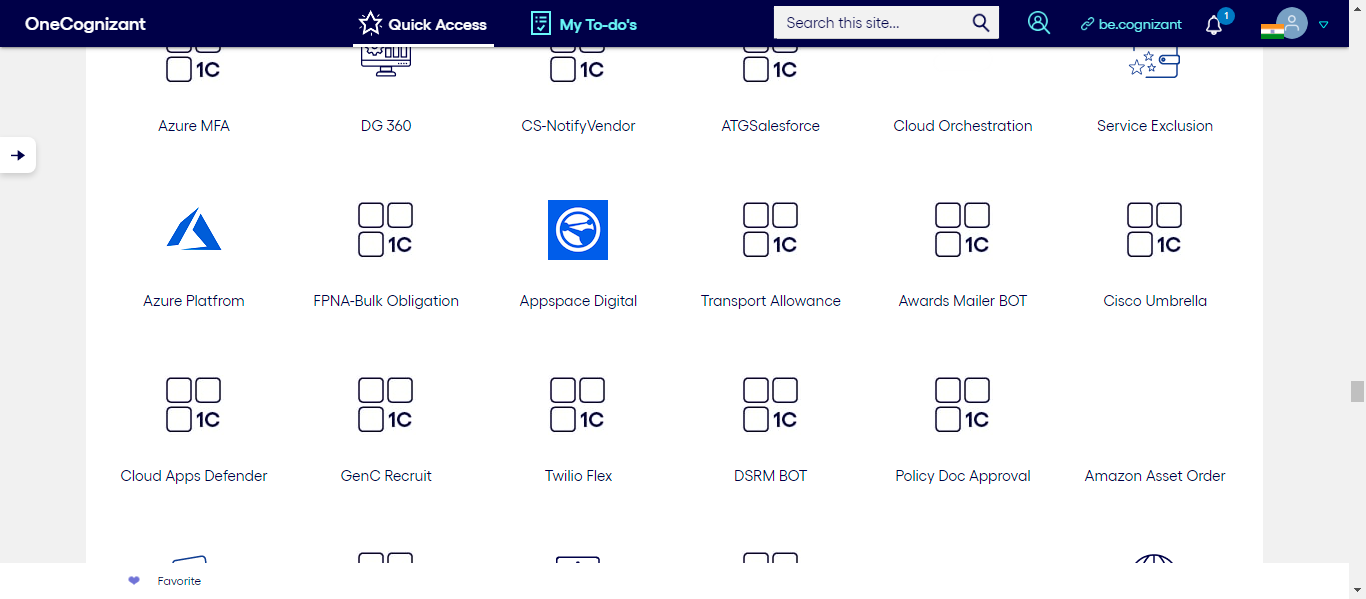 OneCognizant
Quick Access
My To-do's
Search this site...
be.cognizant
1
1C
1C
1C
Azure MFA
DG 360
CS-NotifyVendor
ATGSalesforce
Cloud Orchestration
Service Exclusion
1C
1C
1C
1C
Azure Platfrom
FPNA-Bulk Obligation
Appspace Digital
Transport Allowance
Awards Mailer BOT
Cisco Umbrella
1C
1C
1C
1C
1C
Cloud Apps Defender
GenC Recruit
Twilio Flex
DSRM BOT
Policy Doc Approval
Amazon Asset Order
Favorite